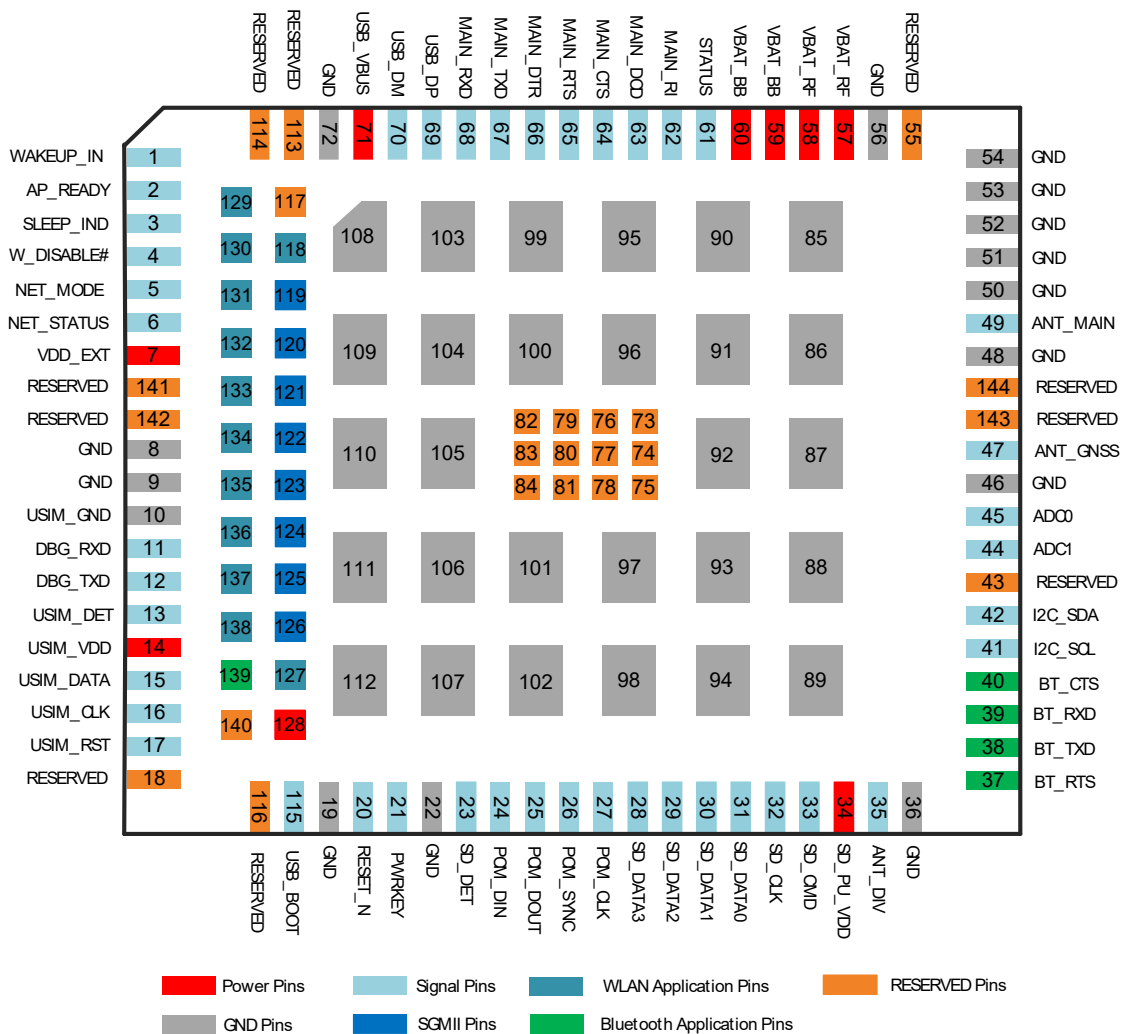 RESERVED
RESERVED
GND
USB_VBUS
USB_DM
USB_DP
MAIN_RXD
MAIN_TXD
MAIN_DTR
MAIN_RTS
MAIN_CTS
MAIN_DCD
MAIN_RI
STATUS
VBAT_BB
VBAT_BB
VBAT_RF
VBAT_RF
GND
RESERVED
114
113
72
71
70
69
68
67
66
65
64
63
62
61
60
59
58
57
56
55
WAKEUP_IN 1
AP_READY 2
SLEEP_IND 3
W_DISABLE# 4
NET_MODE 5
NET_STATUS 6
VDD_EXT 7
RESERVED 141
RESERVED 142
GND 8
GND 9
USIM_GND 10
DBG_RXD 11
DBG_TXD 12
USIM_DET 13
USIM_VDD 14
USIM_DATA 15
USIM_CLK 16
USIM_RST 17
RESERVED 18
129 117
130 118
131 119
132 120
133 121
134 122
135 123
136 124
137 125
138 126
139 127
140 128
108 103 99 95 90 85
109 104 100 96 91 86
82 79 76 73
83 80 77 74
84 81 78 75
110 105 92 87
111 106 101 97 93 88
112 107 102 98 94 89
54 GND
53 GND
52 GND
51 GND
50 GND
49 ANT_MAIN
48 GND
144 RESERVED
143 RESERVED
47 ANT_GNSS
46 GND
45 ADC0
44 ADC1
43 RESERVED
42 I2C_SDA
41 I2C_SCL
40 BT_CTS
39 BT_RXD
38 BT_TXD
37 BT_RTS
116
115
19
20
21
22
23
24
25
26
27
28
29
30
31
32
33
34
35
36
RESERVED
USB_BOOT
GND
RESET_N
PWRKEY
GND
SD_DET
PCM_DIN
PCM_DOUT
PCM_SYNC
PCM_CLK
SD_DATA3
SD_DATA2
SD_DATA1
SD_DATA0
SD_CLK
SD_CMD
SD_PU_VDD
ANT_DIV
GND
Power Pins
Signal Pins
WLAN Application Pins
RESERVED Pins
GND Pins
SGMII Pins
Bluetooth Application Pins